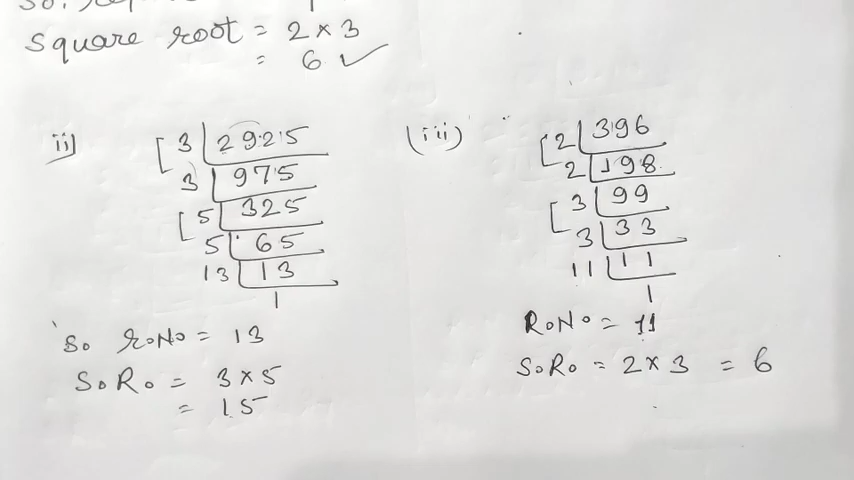 Square root = 2 × 3
= 6 ✓
ii)
3 | 2925
3 | 975
5 | 325
5 | 65
13 | 13
1
So r.No = 13
S.R. = 3 × 5
= 15
(iii)
2 | 396
2 | 198
3 | 99
3 | 33
11 | 11
1
R.No = 11
S.R. = 2 × 3 = 6